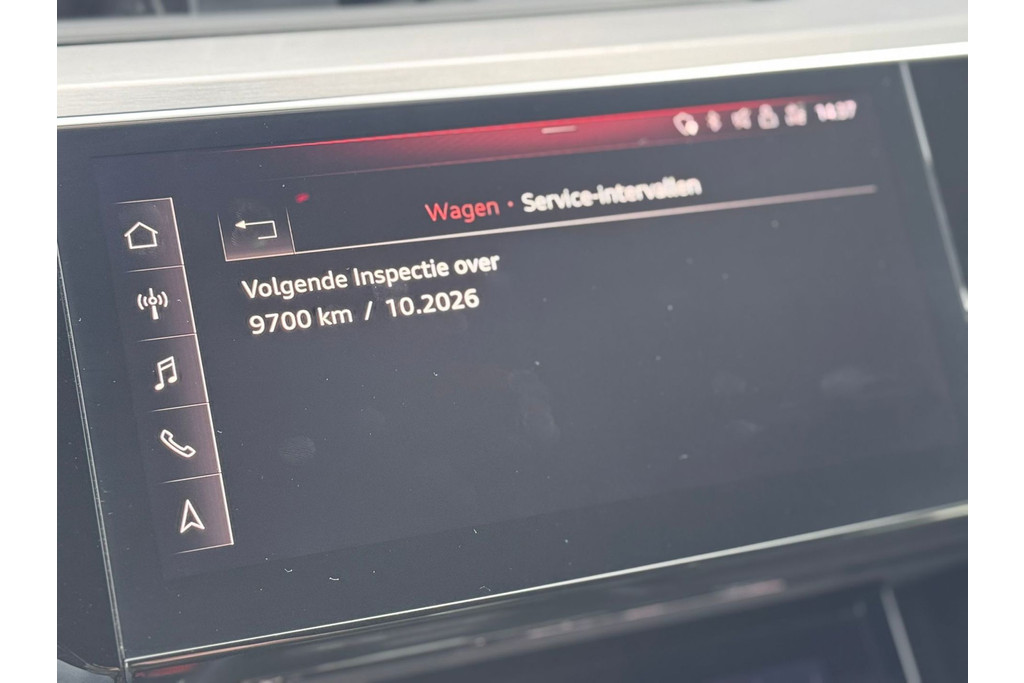 14:37
Wagen • Service-intervallen
Volgende Inspectie over
9700 km / 10.2026